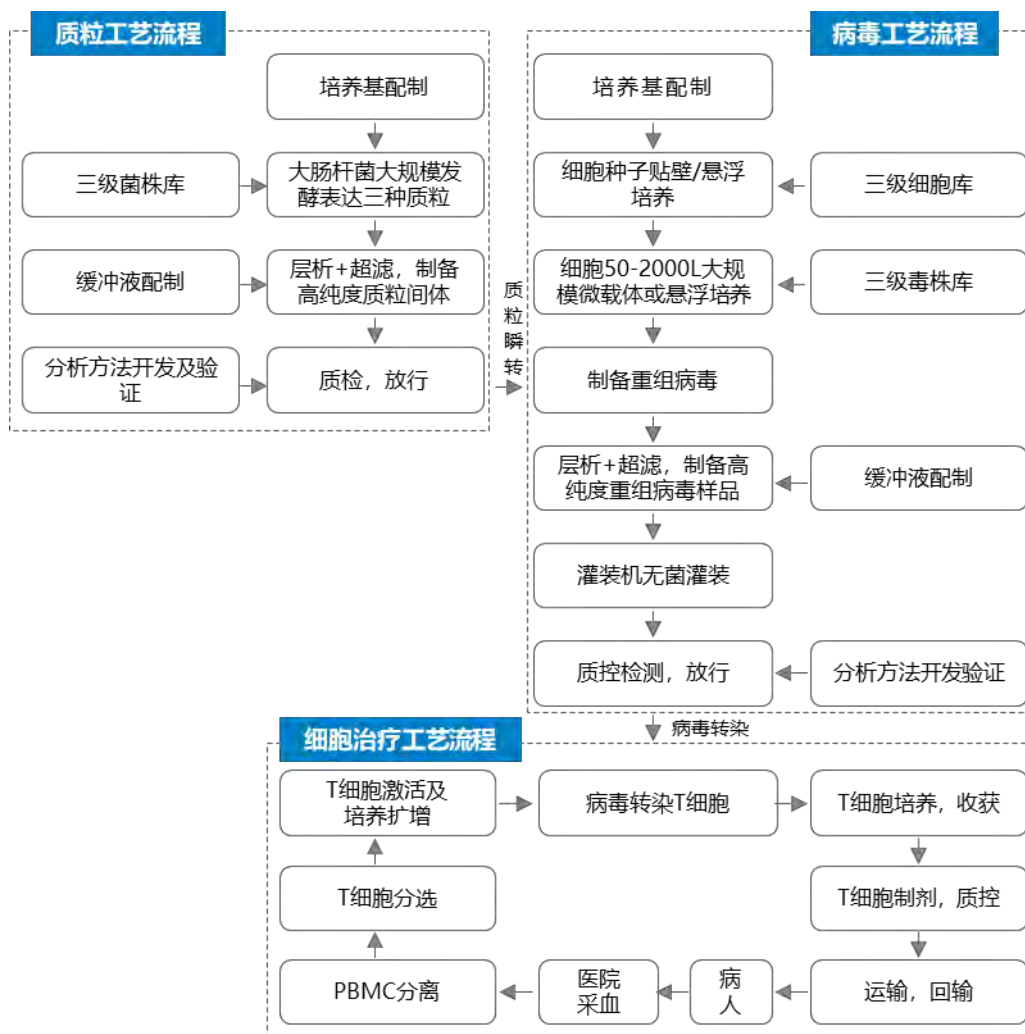 质粒工艺流程
培养基配制
三级菌株库
大肠杆菌大规模发
酵表达三种质粒
缓冲液配制
层析+超滤，制备
高纯度质粒间体
分析方法开发及验
证
质检，放行
质
粒
瞬
转
病毒工艺流程
培养基配制
细胞种子贴壁/悬浮
培养
三级细胞库
细胞50-2000L大规
模微载体或悬浮培养
三级毒株库
制备重组病毒
层析+超滤，制备高
纯度重组病毒样品
缓冲液配制
灌装机无菌灌装
质控检测，放行
分析方法开发验证
病毒转染
细胞治疗工艺流程
T细胞激活及
培养扩增
病毒转染T细胞
T细胞培养，收获
T细胞分选
T细胞制剂，质控
PBMC分离
医院
采血
病
人
运输，回输